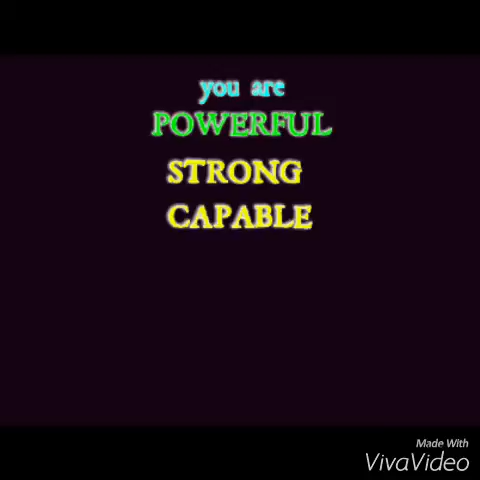 you are
POWERFUL
STRONG
CAPABLE
Made With
VivaVideo